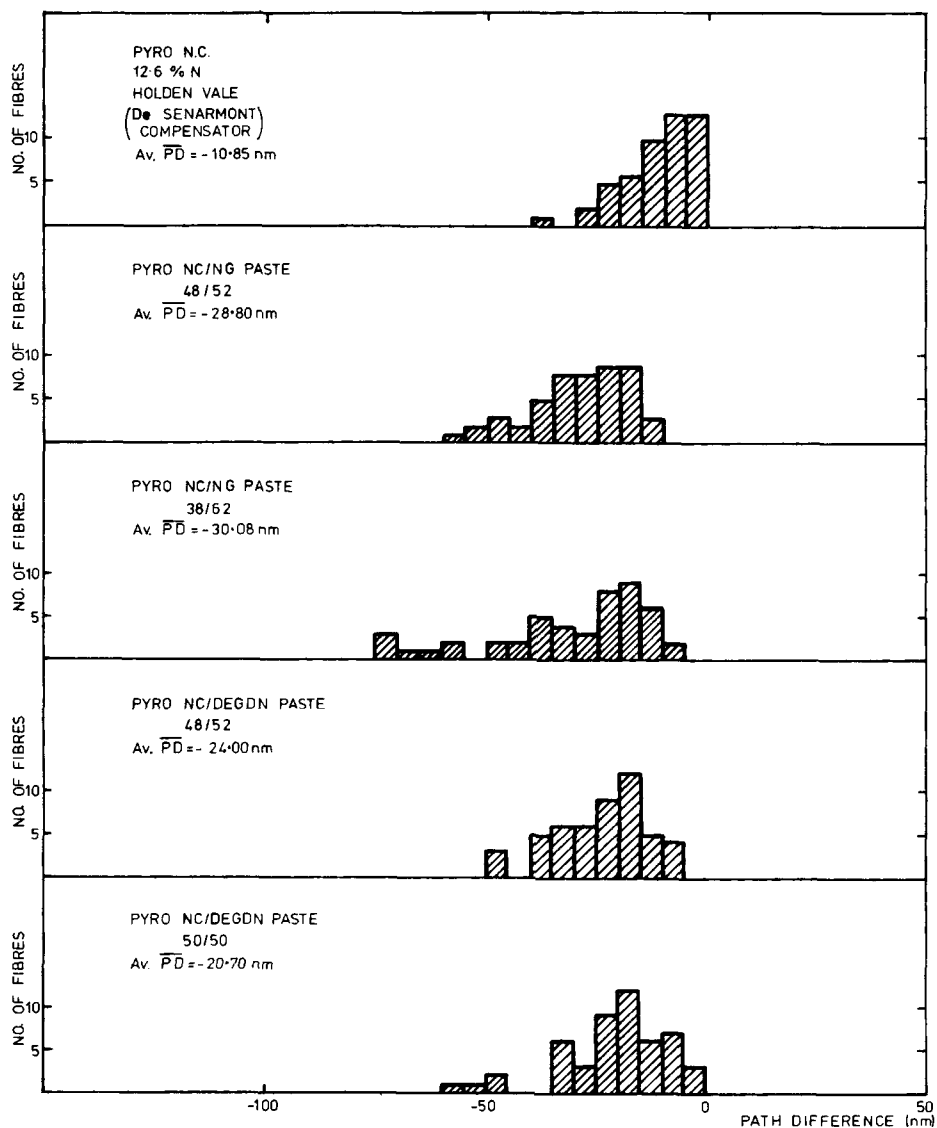 PYRO N.C.
12·6 % N
HOLDEN VALE
(De SENARMONT
COMPENSATOR)
Av. PD = -10·85 nm
NO. OF FIBRES
10
5
PYRO NC/NG PASTE
48/52
Av. PD = -28·80 nm
NO. OF FIBRES
10
5
PYRO NC/NG PASTE
38/62
Av. PD = -30·08 nm
NO. OF FIBRES
10
5
PYRO NC/DEGDN PASTE
48/52
Av. PD = - 24·00 nm
NO. OF FIBRES
10
5
PYRO NC/DEGDN PASTE
50/50
Av. PD = -20·70 nm
NO. OF FIBRES
10
5
-100 -50 0 50
PATH DIFFERENCE (nm)